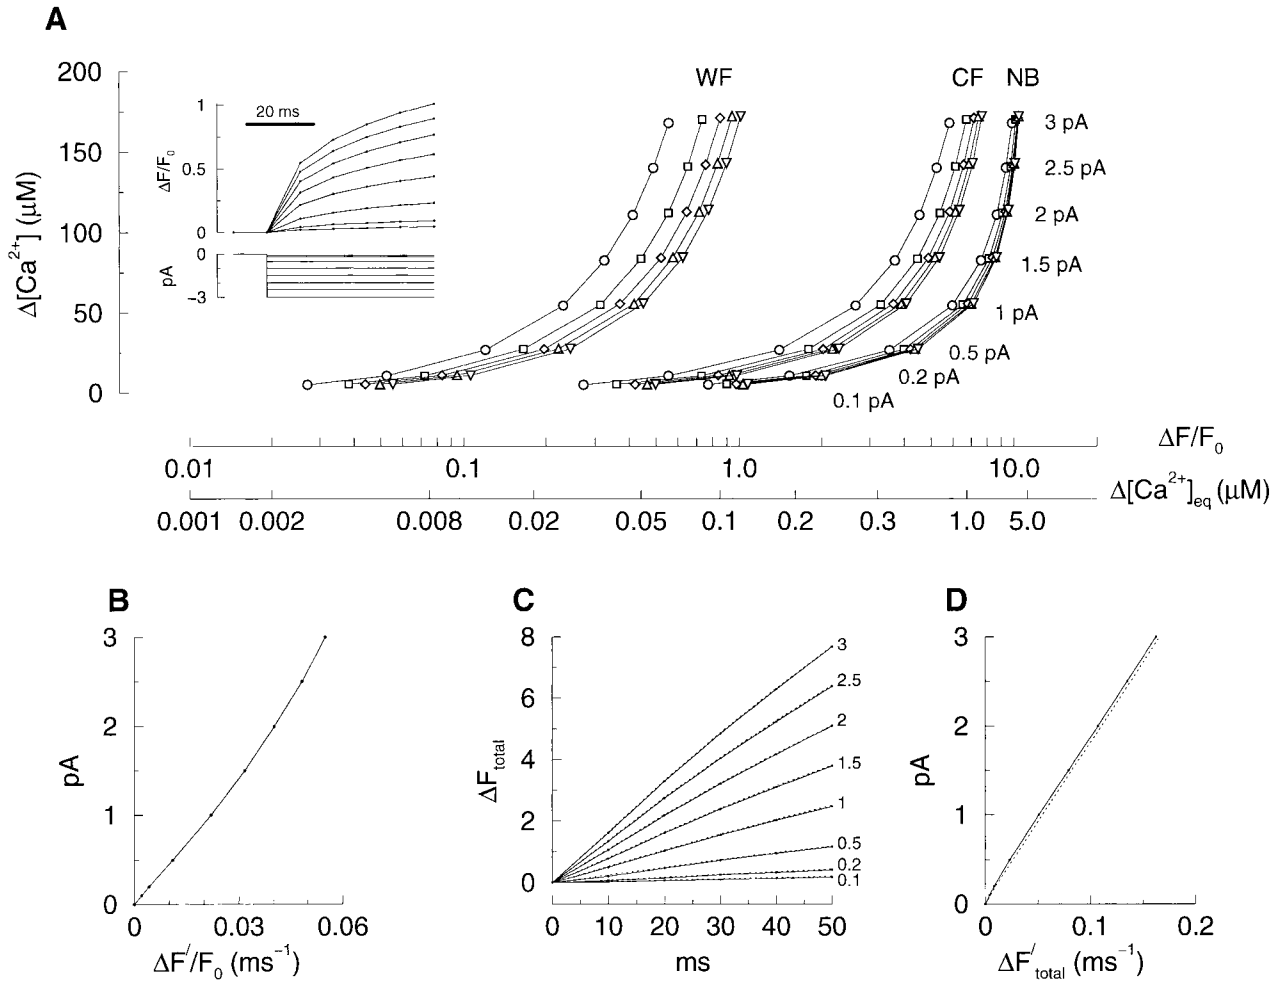 A
200
150
100
50
0
Δ[Ca²⁺] (μM)
20 ms
1
0.5
0
ΔF/F₀
0
−3
pA
WF
CF
NB
3 pA
2.5 pA
2 pA
1.5 pA
1 pA
0.5 pA
0.2 pA
0.1 pA
0.01 0.1 1.0 10.0
ΔF/F₀
0.001 0.002 0.008 0.02 0.05 0.1 0.2 0.3 1.0 5.0
Δ[Ca²⁺]eq (μM)
B
3
2
1
0
pA
0 0.03 0.06
ΔF′/F₀ (ms⁻¹)
C
8
6
4
2
0
ΔFtotal
3
2.5
2
1.5
1
0.5
0.2
0.1
0 10 20 30 40 50
ms
D
3
2
1
0
pA
0 0.1 0.2
ΔF′total (ms⁻¹)